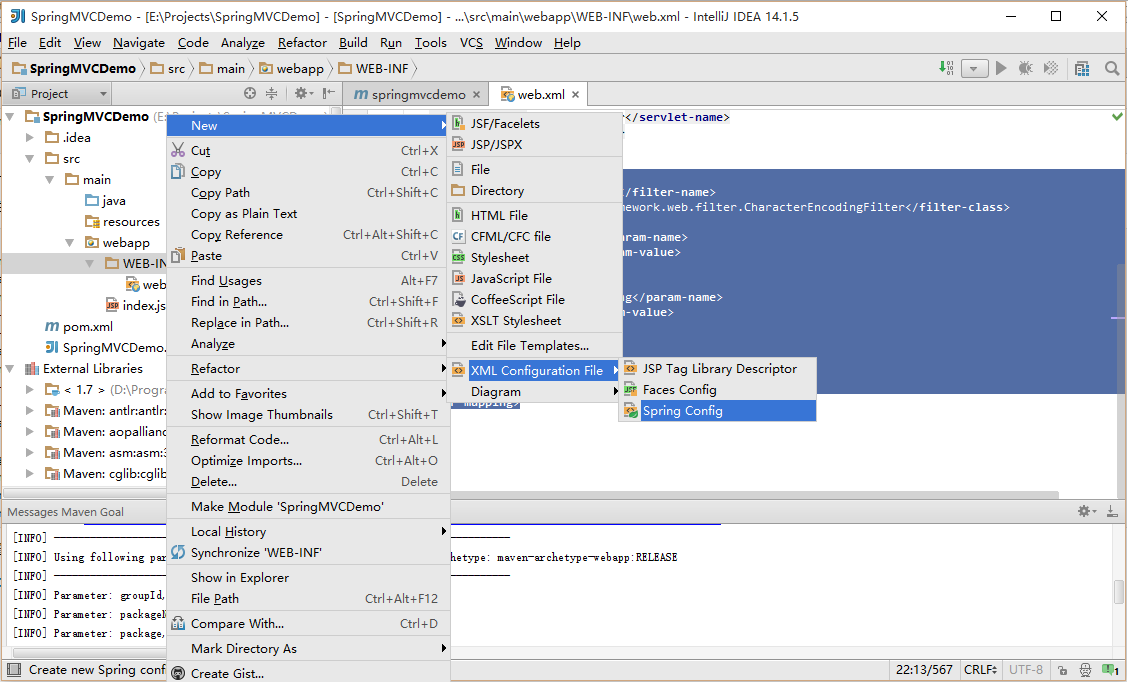 SpringMVCDemo - [E:\Projects\SpringMVCDemo] - [SpringMVCDemo] - ...\src\main\webapp\WEB-INF\web.xml - IntelliJ IDEA 14.1.5
File Edit View Navigate Code Analyze Refactor Build Run Tools VCS Window Help
SpringMVCDemo src main webapp WEB-INF
Project
springmvcdemo
web.xml
SpringMVCDemo
.idea
src
main
java
resources
webapp
WEB-IN
web
index.js
pom.xml
SpringMVCDemo.
External Libraries
< 1.7 > (D:\Progra
Maven: antlr:antlr:
Maven: aopallianc
Maven: asm:asm:3
Maven: cglib:cglib
New
Cut Ctrl+X
Copy Ctrl+C
Copy Path Ctrl+Shift+C
Copy as Plain Text
Copy Reference Ctrl+Alt+Shift+C
Paste Ctrl+V
Find Usages Alt+F7
Find in Path... Ctrl+Shift+F
Replace in Path... Ctrl+Shift+R
Analyze
Refactor
Add to Favorites
Show Image Thumbnails Ctrl+Shift+T
Reformat Code... Ctrl+Alt+L
Optimize Imports... Ctrl+Alt+O
Delete... Delete
Make Module 'SpringMVCDemo'
Local History
Synchronize 'WEB-INF'
Show in Explorer
File Path Ctrl+Alt+F12
Compare With... Ctrl+D
Mark Directory As
Create Gist...
JSF/Facelets
JSP/JSPX
File
Directory
HTML File
CFML/CFC file
Stylesheet
JavaScript File
CoffeeScript File
XSLT Stylesheet
Edit File Templates...
XML Configuration File
Diagram
JSP Tag Library Descriptor
Faces Config
Spring Config
></servlet-name>
</filter-name>
mework.web.filter.CharacterEncodingFilter</filter-class>
ram-name>
m-value>
ng</param-name>
m-value>
mapping>
Messages Maven Goal
[INFO]
[INFO] Using following par
hetype: maven-archetype-webapp:RELEASE
[INFO]
[INFO] Parameter: groupId,
[INFO] Parameter: packageN
[INFO] Parameter: package,
Create new Spring conf
22:13/567 CRLF UTF-8
1